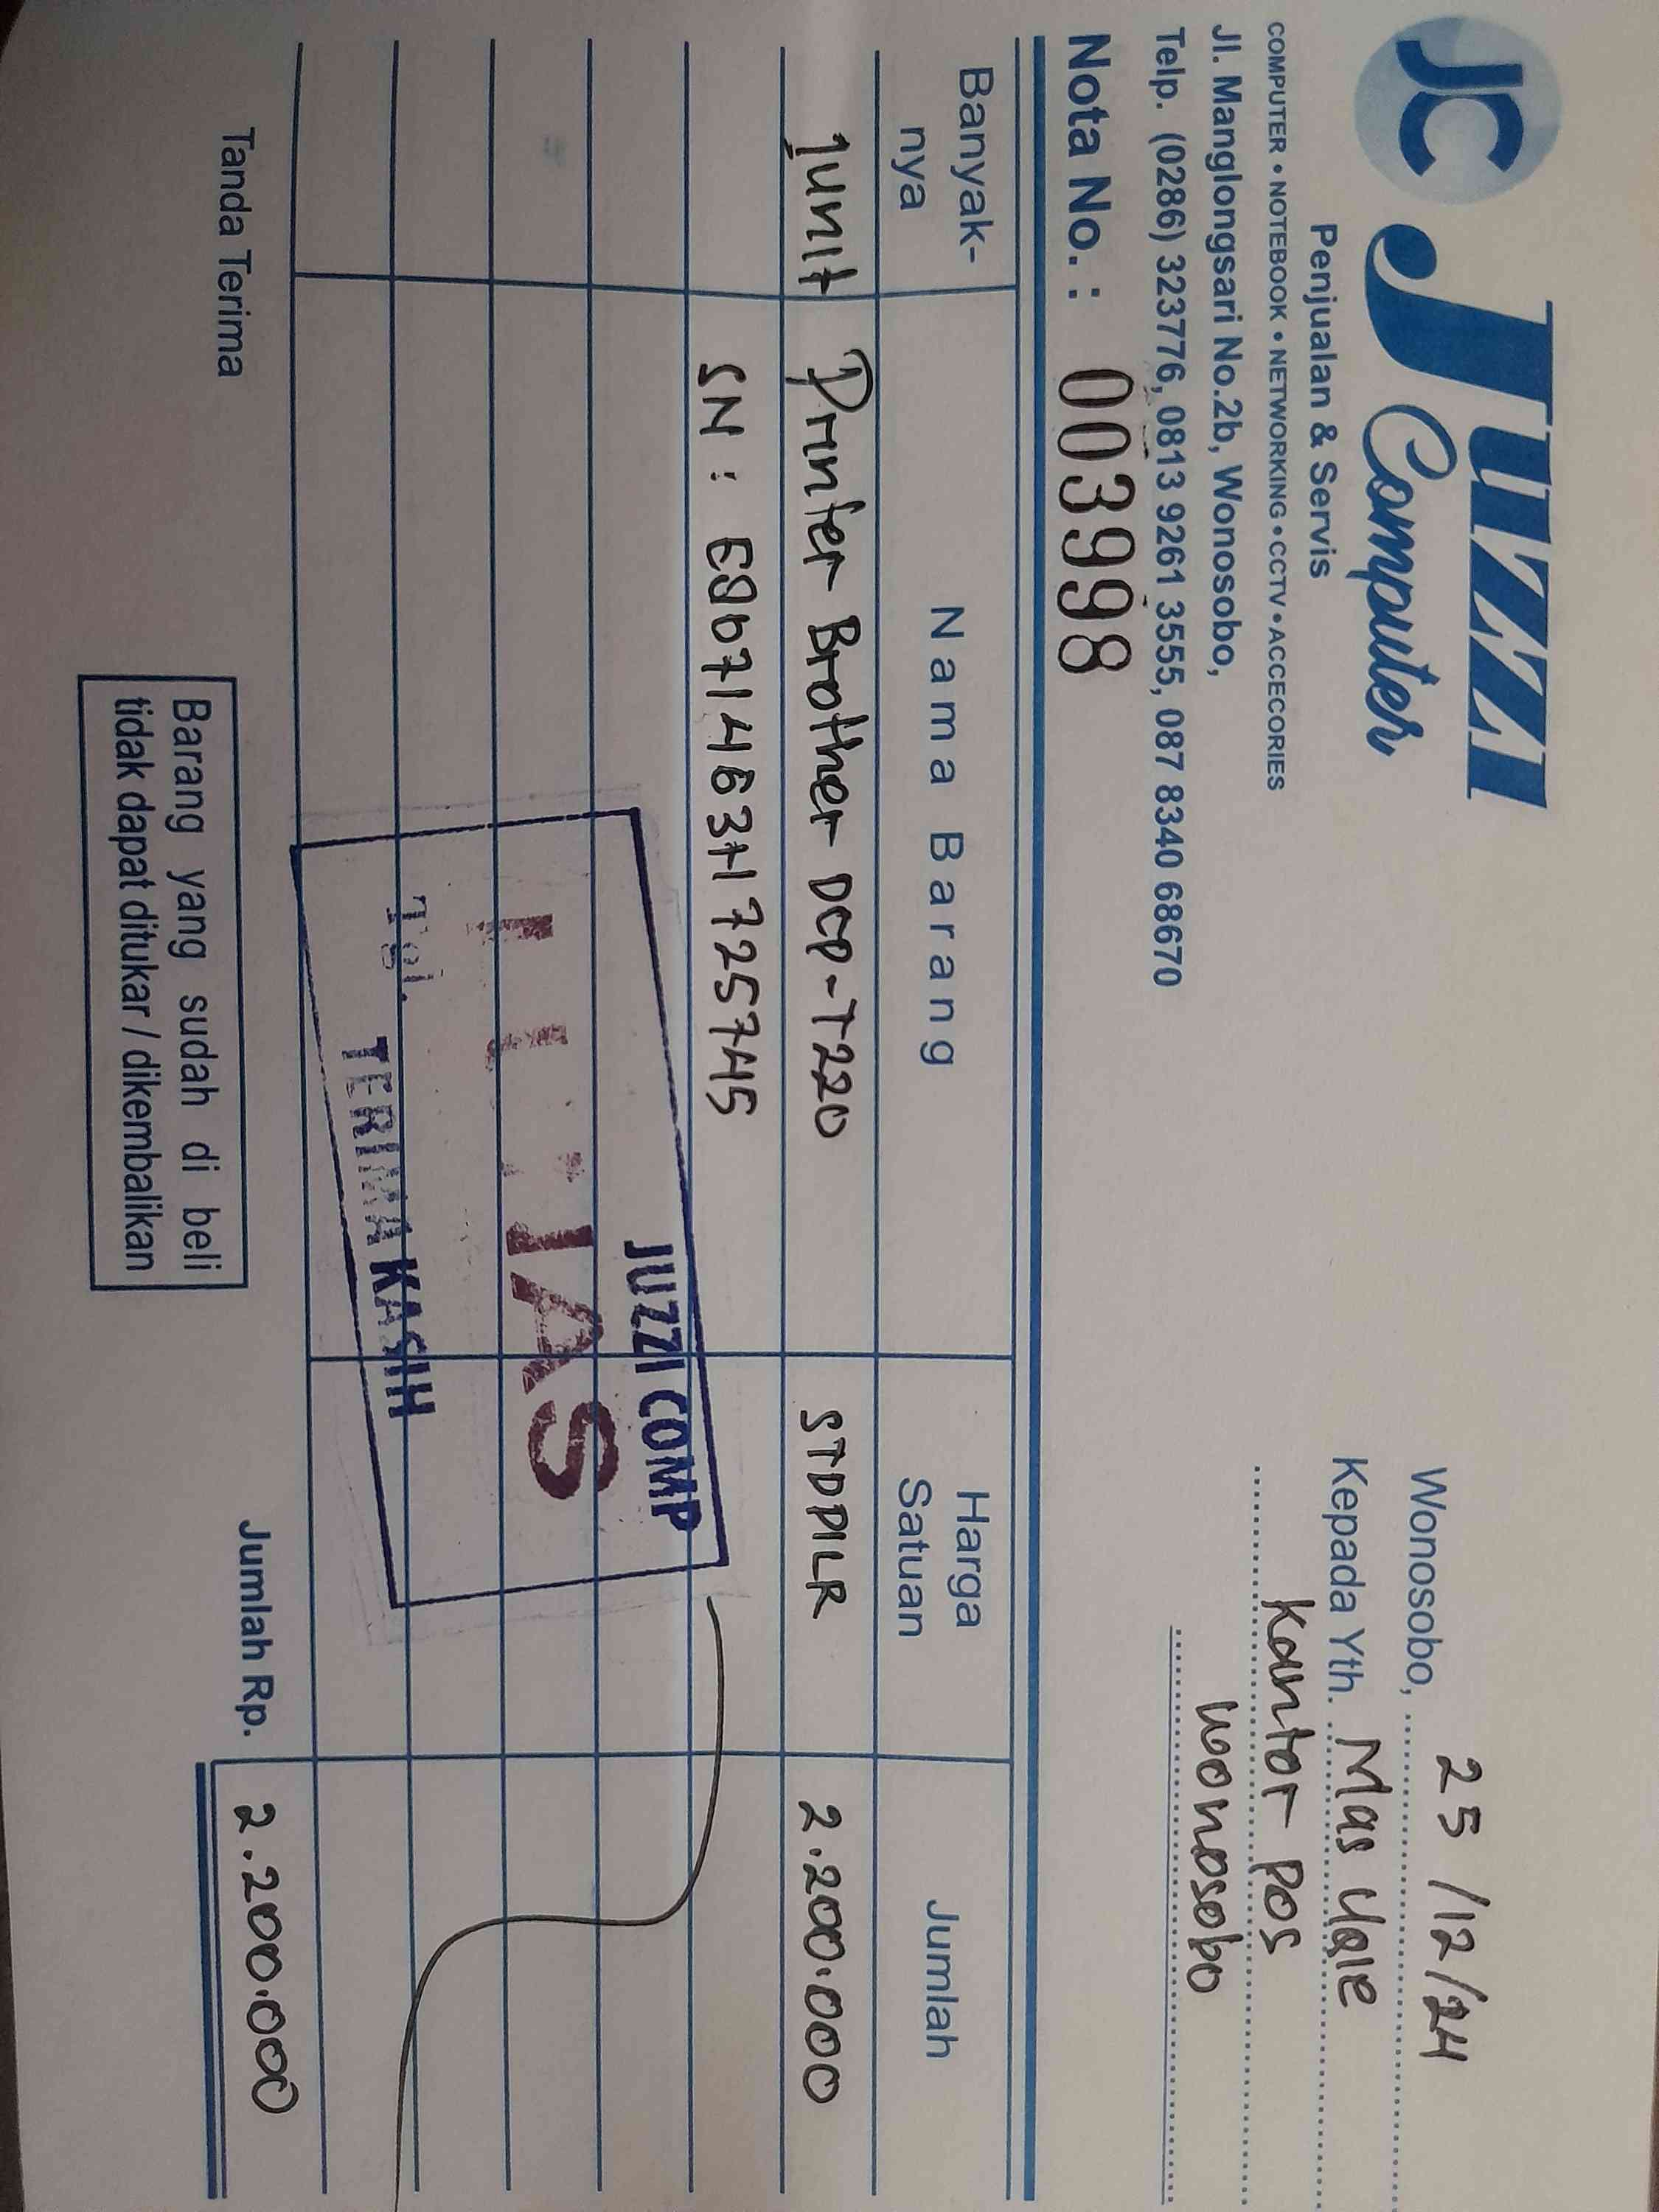 JC JUZZI
Computer
Penjualan & Servis
COMPUTER • NOTEBOOK • NETWORKING • CCTV • ACCECORIES
Jl. Manglongsari No.2b, Wonosobo,
Telp. (0286) 323776, 0813 9261 3555, 087 8340 68670
Nota No. : 003998
Wonosobo, 25/12/24
Kepada Yth. Mas
Kantor Pos
Wonosobo
Banyak-
nya
Nama Barang
Harga
Satuan
Jumlah
1unit Printer Brother DCP-T220 STDPILR 2.200.000
SN :
JUZZI COMP
Tgl.
TERIMA KASIH
Tanda Terima
Barang yang sudah di beli
tidak dapat ditukar / dikembalikan
Jumlah Rp. 2.200.000